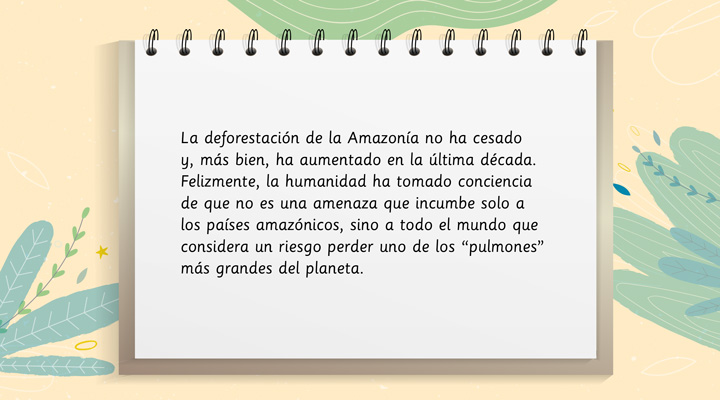 La deforestación de la Amazonía no ha cesado
y, más bien, ha aumentado en la última década.
Felizmente, la humanidad ha tomado conciencia
de que no es una amenaza que incumbe solo a
los países amazónicos, sino a todo el mundo que
considera un riesgo perder uno de los “pulmones”
más grandes del planeta.